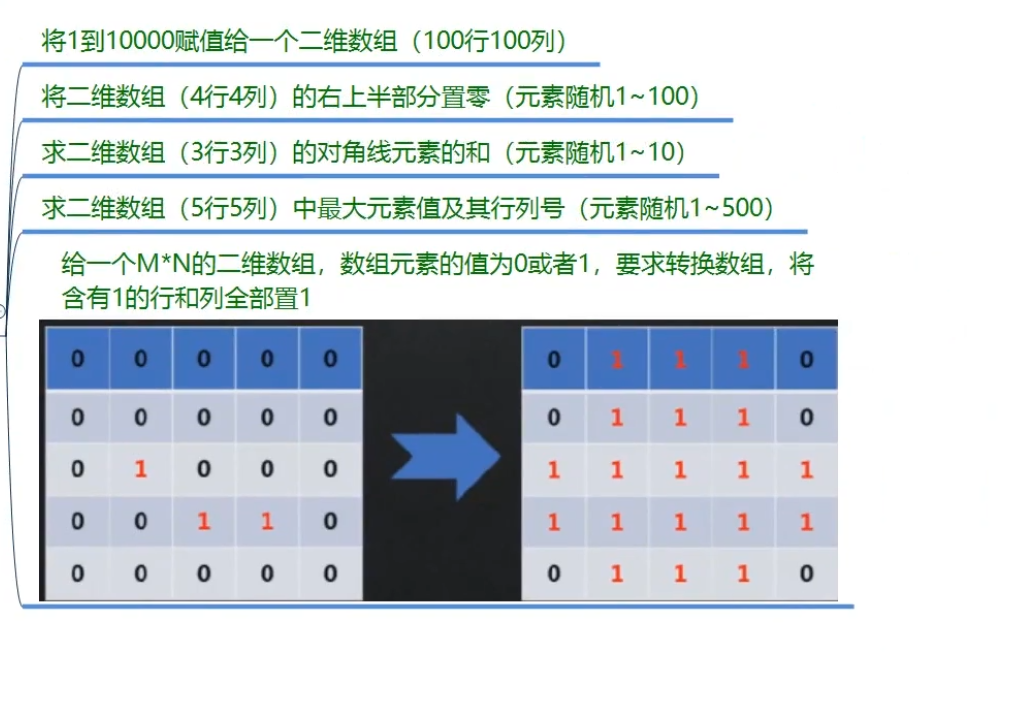 将1到10000赋值给一个二维数组（100行100列）
将二维数组（4行4列）的右上半部分置零（元素随机1~100）
求二维数组（3行3列）的对角线元素的和（元素随机1~10）
求二维数组（5行5列）中最大元素值及其行列号（元素随机1~500）
给一个M*N的二维数组，数组元素的值为0或者1，要求转换数组，将
含有1的行和列全部置1
0 0 0 0 0
0 0 0 0 0
0 1 0 0 0
0 0 1 1 0
0 0 0 0 0
0 1 1 1 0
0 1 1 1 0
1 1 1 1 1
1 1 1 1 1
0 1 1 1 0